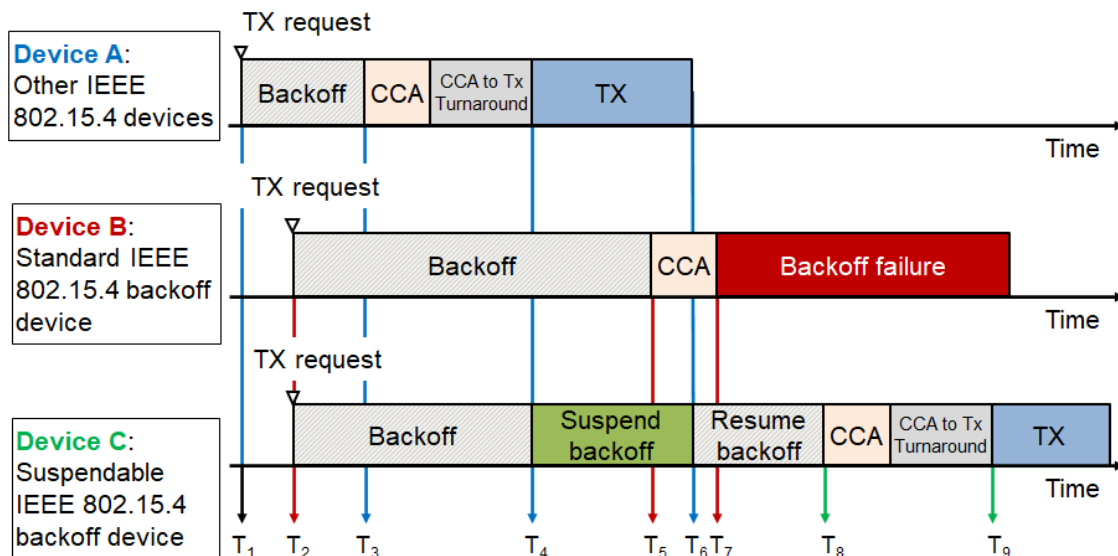 TX request
Device A:
Other IEEE
802.15.4 devices
Backoff
CCA
CCA to Tx
Turnaround
TX
Time
TX request
Device B:
Standard IEEE
802.15.4 backoff
device
Backoff
CCA
Backoff failure
Time
TX request
Device C:
Suspendable
IEEE 802.15.4
backoff device
Backoff
Suspend
backoff
Resume
backoff
CCA
CCA to Tx
Turnaround
TX
Time
T1 T2 T3 T4 T5 T6 T7 T8 T9